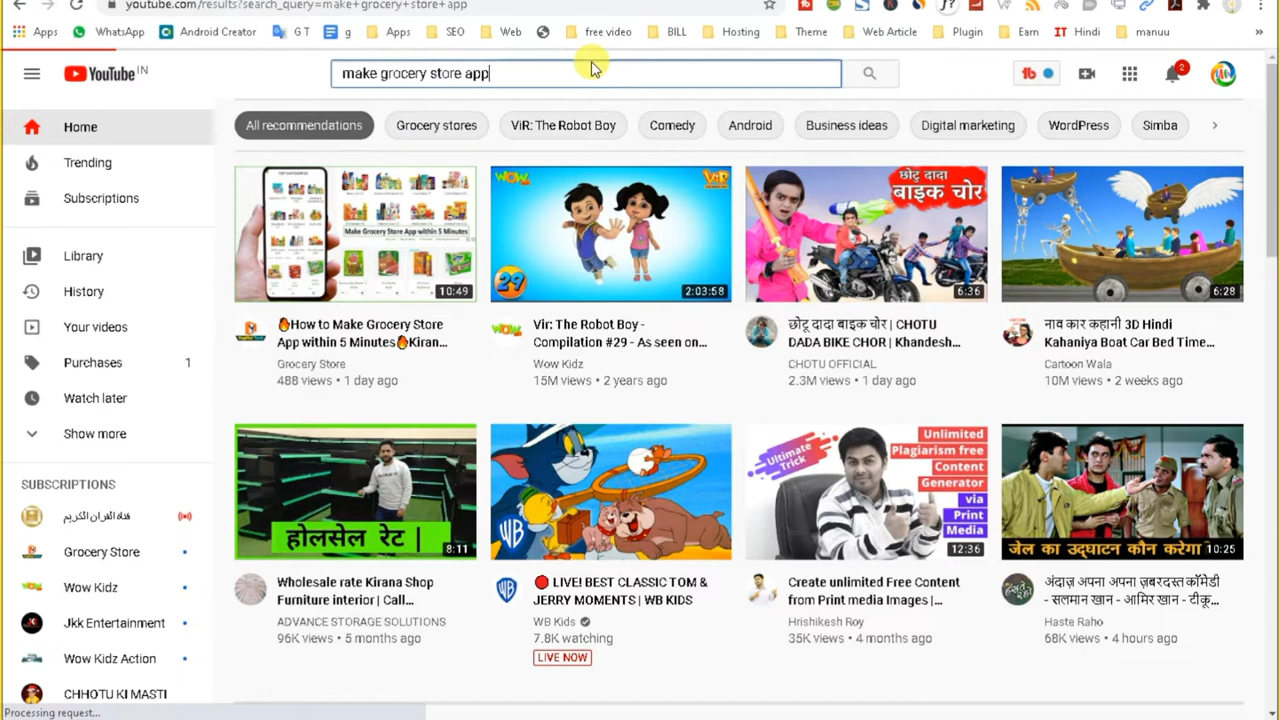 youtube.com/results?search_query=make+grocery+store+app
Apps WhatsApp Android Creator G T g Apps SEO Web free video BILL Hosting Theme Web Article Plugin Earn IT Hindi manuu »
YouTube IN make grocery store app 2
Home All recommendations Grocery stores ViR: The Robot Boy Comedy Android Business ideas Digital marketing WordPress Simba
Trending
Subscriptions
Library
History
Your videos
Purchases 1
Watch later
Show more
SUBSCRIPTIONS
قناة القرآن الكريم
Grocery Store
Wow Kidz
Jkk Entertainment
Wow Kidz Action
CHHOTU KI MASTI
Make Grocery Store App within 5 Minutes
10:49
🔥How to Make Grocery Store
App within 5 Minutes🔥Kiran...
Grocery Store
488 views • 1 day ago
WOW
ViR
29
2:03:58
Vir: The Robot Boy -
Compilation #29 - As seen on...
Wow Kidz
15M views • 2 years ago
छोटू दादा
बाइक चोर
6:36
छोटू दादा बाइक चोर | CHOTU
DADA BIKE CHOR | Khandesh...
CHOTU OFFICIAL
2.3M views • 1 day ago
6:28
नाव कार कहानी 3D Hindi
Kahaniya Boat Car Bed Time...
Cartoon Wala
10M views • 2 weeks ago
होलसेल रेट |
8:11
Wholesale rate Kirana Shop
Furniture interior | Call...
ADVANCE STORAGE SOLUTIONS
96K views • 5 months ago
WB
🔴 LIVE! BEST CLASSIC TOM &
JERRY MOMENTS | WB KIDS
WB Kids
7.8K watching
LIVE NOW
Ultimate
Trick
Unlimited
Plagiarism free
Content
Generator
via
Print
Media
12:36
Create unlimited Free Content
from Print media Images |...
Hrishikesh Roy
35K views • 4 months ago
जेल का उद्घाटन कौन करेगा
10:25
अंदाज़ अपना अपना ज़बरदस्त कॉमेडी
- सलमान खान - आमिर खान - टीकू...
Haste Raho
68K views • 4 hours ago
Processing request...